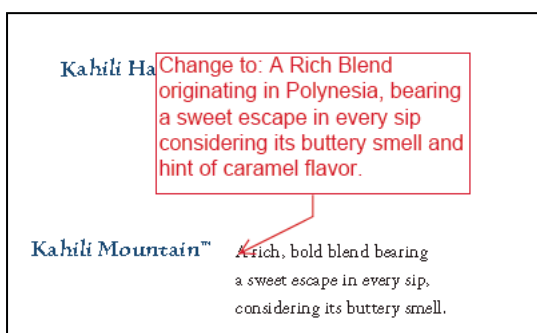 Kahili Ha
Change to: A Rich Blend
originating in Polynesia, bearing
a sweet escape in every sip
considering its buttery smell and
hint of caramel flavor.
Kahili Mountain™ A rich, bold blend bearing
a sweet escape in every sip,
considering its buttery smell.